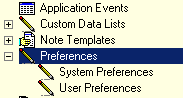 Application Events
Custom Data Lists
Note Templates
Preferences
System Preferences
User Preferences